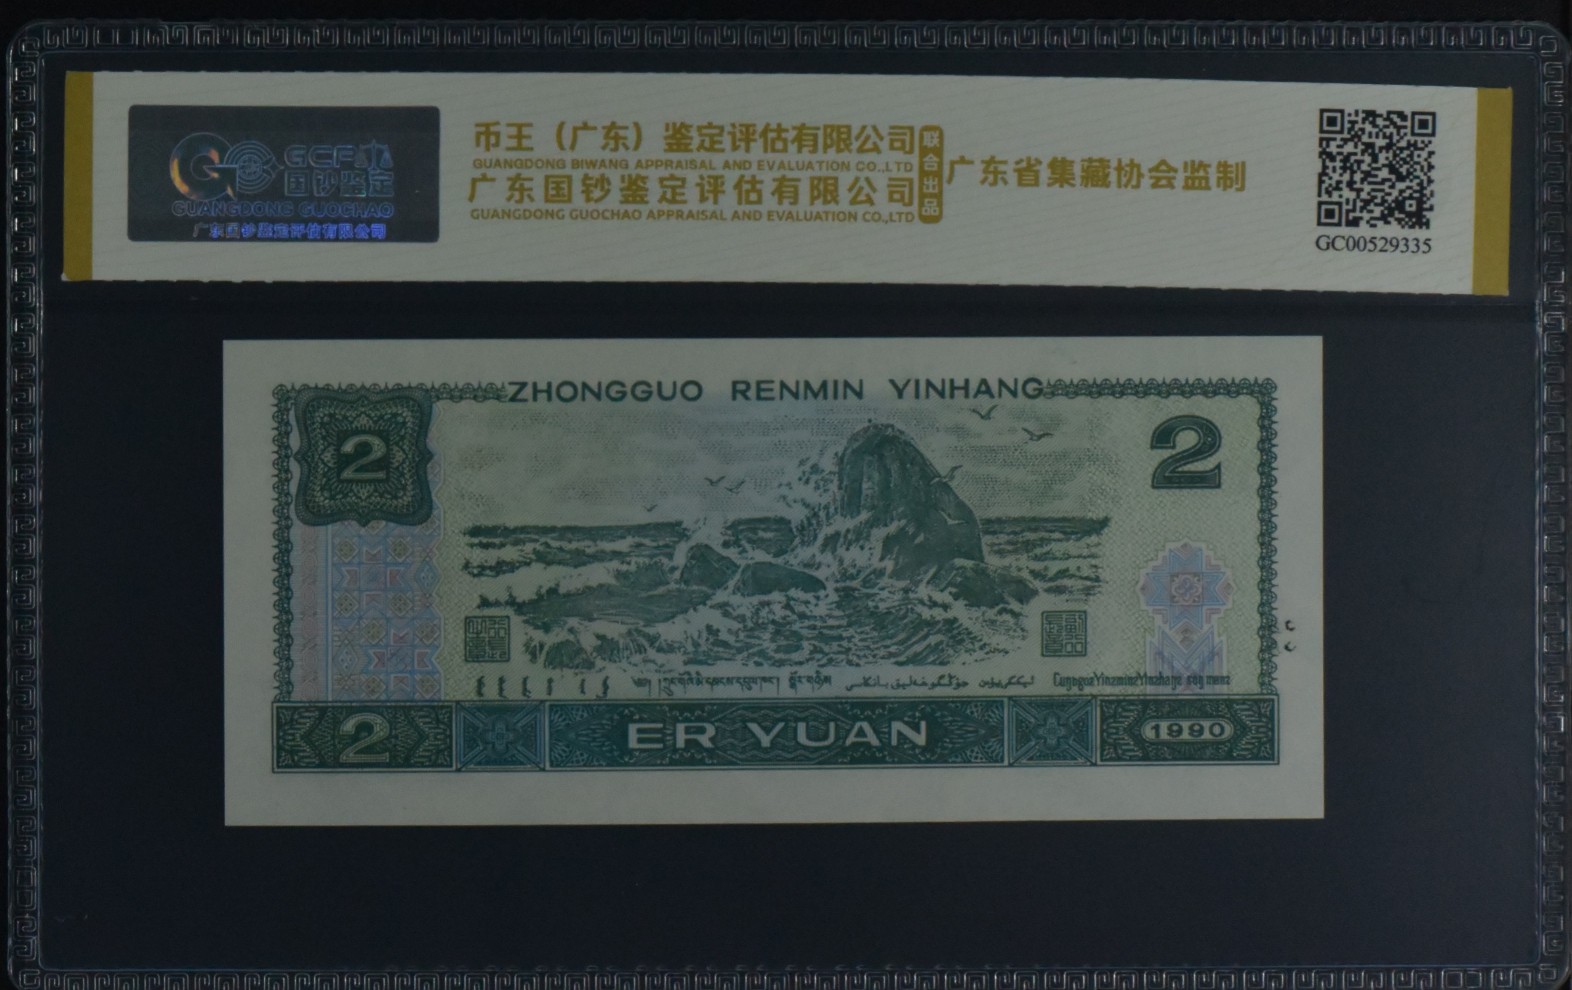 GCF
国钞鉴定
GUANGDONG GUOCHAO
广东国钞鉴定评估有限公司
币王（广东）鉴定评估有限公司
GUANGDONG BIWANG APPRAISAL AND EVALUATION CO.,LTD
广东国钞鉴定评估有限公司
GUANGDONG GUOCHAO APPRAISAL AND EVALUATION CO.,LTD
联合出品
广东省集藏协会监制
GC00529335
ZHONGGUO RENMIN YINHANG
2
2
2
ER YUAN
1990